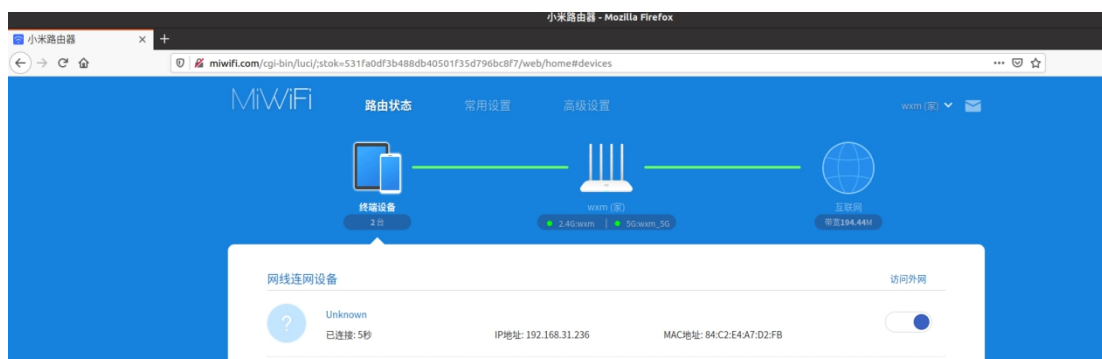 小米路由器 - Mozilla Firefox
小米路由器 × +
miwifi.com/cgi-bin/luci/;stok=531fa0df3b488db40501f35d796bc8f7/web/home#devices
MiWiFi 路由状态 常用设置 高级设置 wxm (家)
终端设备 wxm (家) 互联网
2台 2.4G:wxm | 5G:wxm_5G 带宽194.44M
网线连网设备 访问外网
? Unknown
已连接: 5秒 IP地址: 192.168.31.236 MAC地址: 84:C2:E4:A7:D2:FB